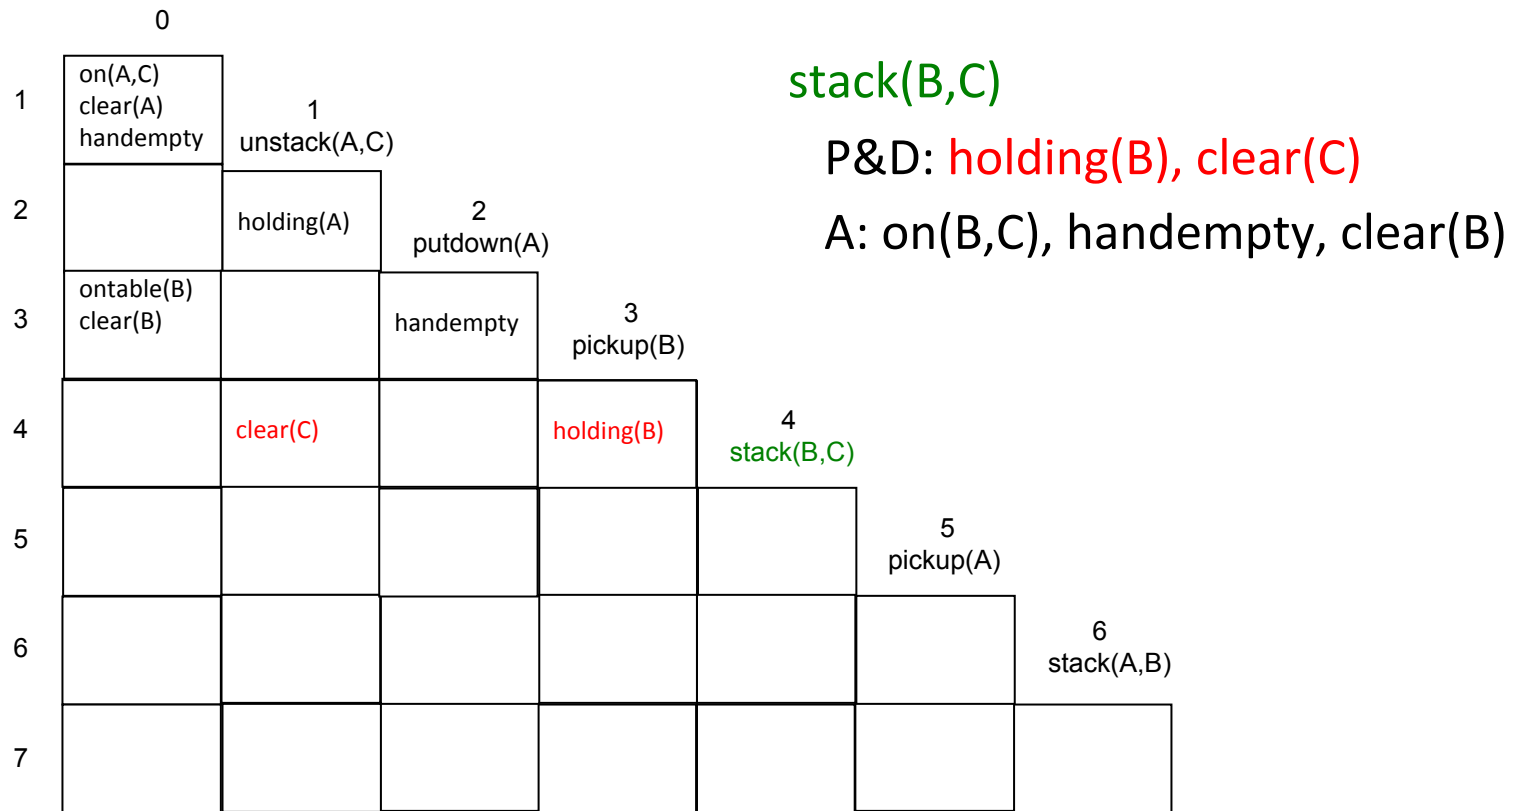 0
1
on(A,C)
clear(A)
handempty
1
unstack(A,C)
stack(B,C)
P&D: holding(B), clear(C)
A: on(B,C), handempty, clear(B)
2
holding(A)
2
putdown(A)
3
ontable(B)
clear(B)
handempty
3
pickup(B)
4
clear(C)
holding(B)
4
stack(B,C)
5
5
pickup(A)
6
6
stack(A,B)
7